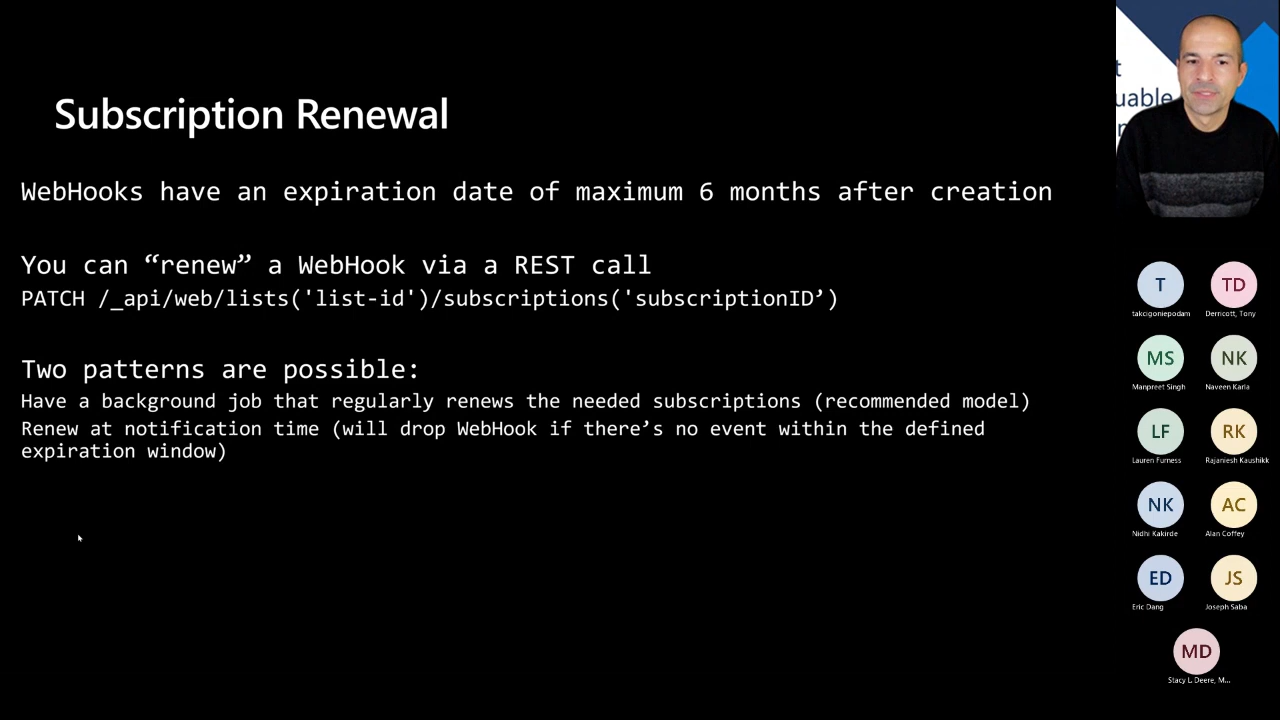 Subscription Renewal
WebHooks have an expiration date of maximum 6 months after creation
You can “renew” a WebHook via a REST call
PATCH /_api/web/lists('list-id')/subscriptions('subscriptionID’)
Two patterns are possible:
Have a background job that regularly renews the needed subscriptions (recommended model)
Renew at notification time (will drop WebHook if there’s no event within the defined
expiration window)
t
uable
T
takcigoniepodam
TD
Derricott, Tony
MS
Manpreet Singh
NK
Naveen Karla
LF
Lauren Furness
RK
Rajaniesh Kaushikk
NK
Nidhi Kakirde
AC
Alan Coffey
ED
Eric Dang
JS
Joseph Saba
MD
Stacy L Deere, M...